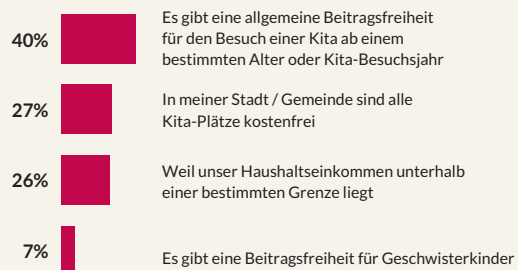 40%
Es gibt eine allgemeine Beitragsfreiheit
für den Besuch einer Kita ab einem
bestimmten Alter oder Kita-Besuchsjahr
27%
In meiner Stadt / Gemeinde sind alle
Kita-Plätze kostenfrei
26%
Weil unser Haushaltseinkommen unterhalb
einer bestimmten Grenze liegt
7%
Es gibt eine Beitragsfreiheit für Geschwisterkinder